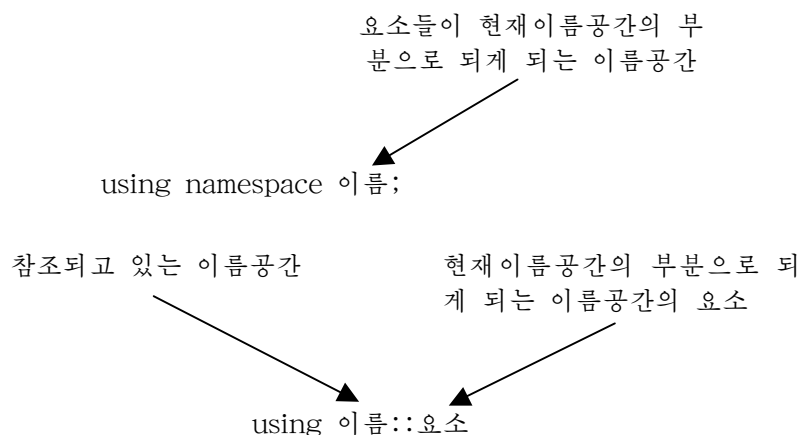 요소들이 현재이름공간의 부
분으로 되게 되는 이름공간
using namespace 이름;
참조되고 있는 이름공간
현재이름공간의 부분으로 되
게 되는 이름공간의 요소
using 이름::요소